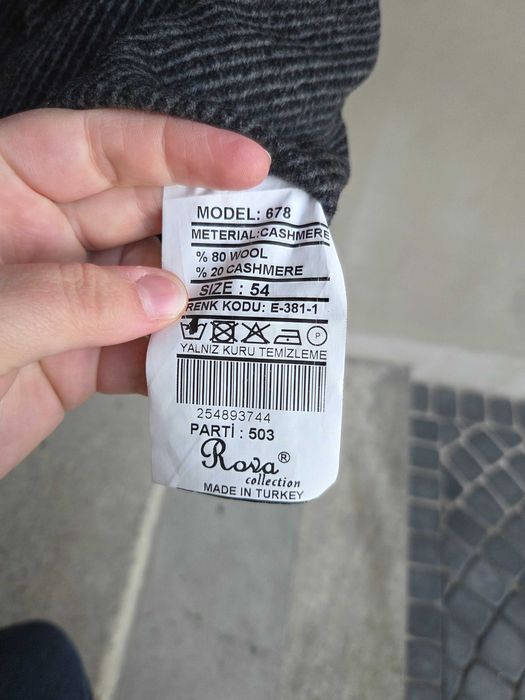 MODEL: 678
METERIAL:CASHMERE
% 80 WOOL
% 20 CASHMERE
SIZE : 54
RENK KODU: E-381-1
P
YALNIZ KURU TEMİZLEME
254893744
PARTİ : 503
Rova ®
collection
MADE IN TURKEY